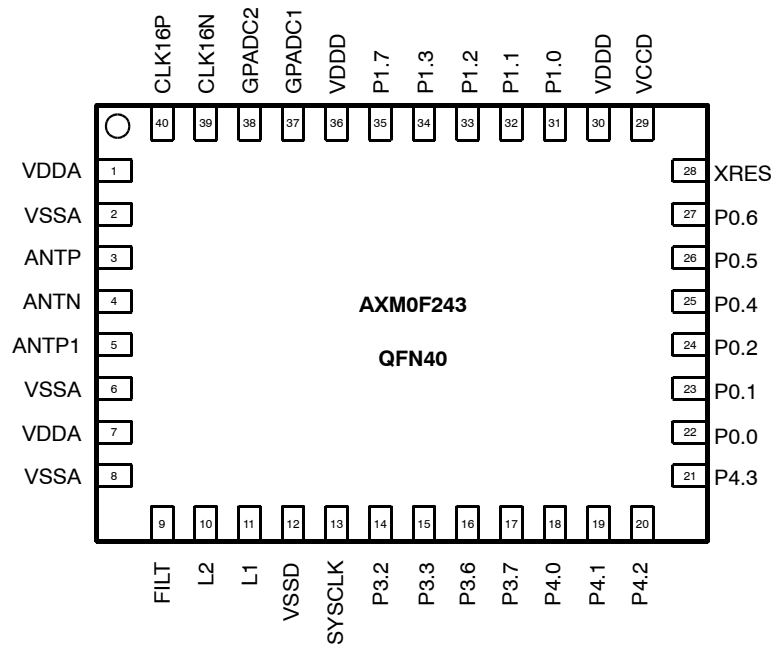 CLK16P
CLK16N
GPADC2
GPADC1
VDDD
P1.7
P1.3
P1.2
P1.1
P1.0
VDDD
VCCD
40
39
38
37
36
35
34
33
32
31
30
29
VDDA 1
VSSA 2
ANTP 3
ANTN 4
ANTP1 5
VSSA 6
VDDA 7
VSSA 8
AXM0F243
QFN40
28 XRES
27 P0.6
26 P0.5
25 P0.4
24 P0.2
23 P0.1
22 P0.0
21 P4.3
9
10
11
12
13
14
15
16
17
18
19
20
FILT
L2
L1
VSSD
SYSCLK
P3.2
P3.3
P3.6
P3.7
P4.0
P4.1
P4.2